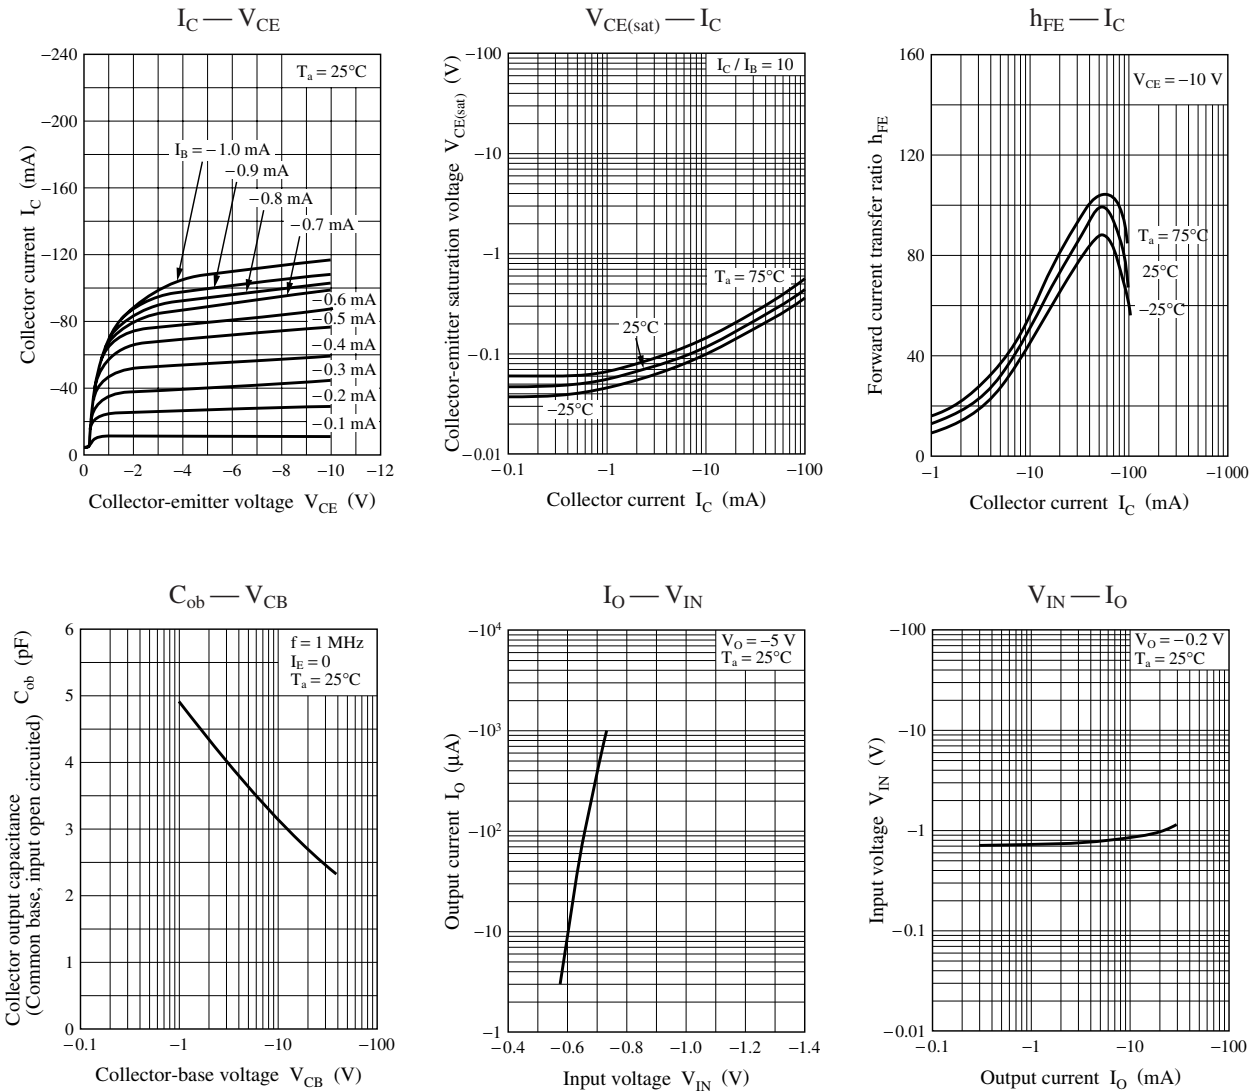 I_C — V_CE
−240
−200
−160
−120
−80
−40
0
0 −2 −4 −6 −8 −10 −12
Collector current I_C (mA)
Collector-emitter voltage V_CE (V)
T_a = 25°C
I_B = −1.0 mA
−0.9 mA
−0.8 mA
−0.7 mA
−0.6 mA
−0.5 mA
−0.4 mA
−0.3 mA
−0.2 mA
−0.1 mA
V_CE(sat) — I_C
−100
−10
−1
−0.1
−0.01
−0.1 −1 −10 −100
Collector-emitter saturation voltage V_CE(sat) (V)
Collector current I_C (mA)
I_C / I_B = 10
T_a = 75°C
25°C
−25°C
h_FE — I_C
160
120
80
40
0
−1 −10 −100 −1000
Forward current transfer ratio h_FE
Collector current I_C (mA)
V_CE = −10 V
T_a = 75°C
25°C
−25°C
C_ob — V_CB
6
5
4
3
2
1
0
−0.1 −1 −10 −100
Collector output capacitance C_ob (pF)
(Common base, input open circuited)
Collector-base voltage V_CB (V)
f = 1 MHz
I_E = 0
T_a = 25°C
I_O — V_IN
−10⁴
−10³
−10²
−10
−1
−0.4 −0.6 −0.8 −1.0 −1.2 −1.4
Output current I_O (μA)
Input voltage V_IN (V)
V_O = −5 V
T_a = 25°C
V_IN — I_O
−100
−10
−1
−0.1
−0.01
−0.1 −1 −10 −100
Input voltage V_IN (V)
Output current I_O (mA)
V_O = −0.2 V
T_a = 25°C